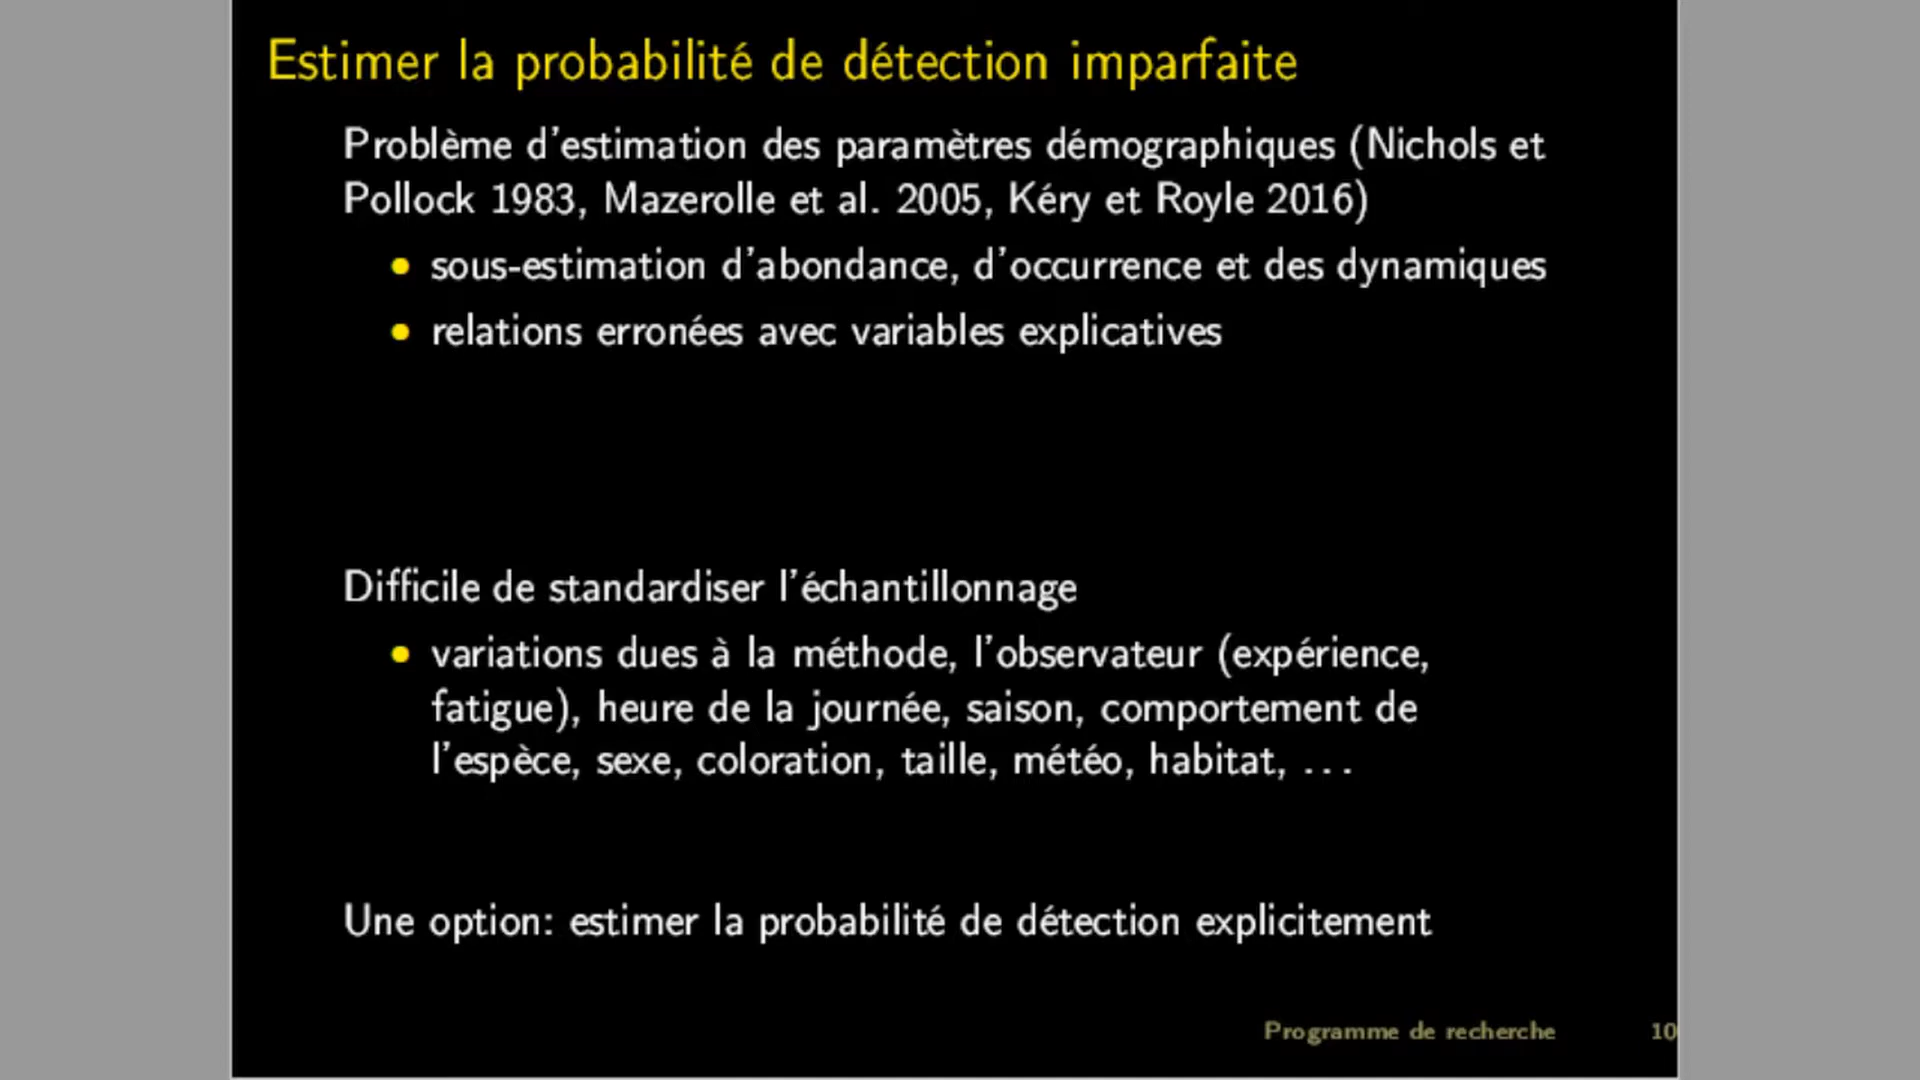 Estimer la probabilité de détection imparfaite
Problème d'estimation des paramètres démographiques (Nichols et
Pollock 1983, Mazerolle et al. 2005, Kéry et Royle 2016)
• sous-estimation d'abondance, d'occurrence et des dynamiques
• relations erronées avec variables explicatives
Difficile de standardiser l'échantillonnage
• variations dues à la méthode, l'observateur (expérience,
fatigue), heure de la journée, saison, comportement de
l'espèce, sexe, coloration, taille, météo, habitat, ...
Une option: estimer la probabilité de détection explicitement
Programme de recherche 10